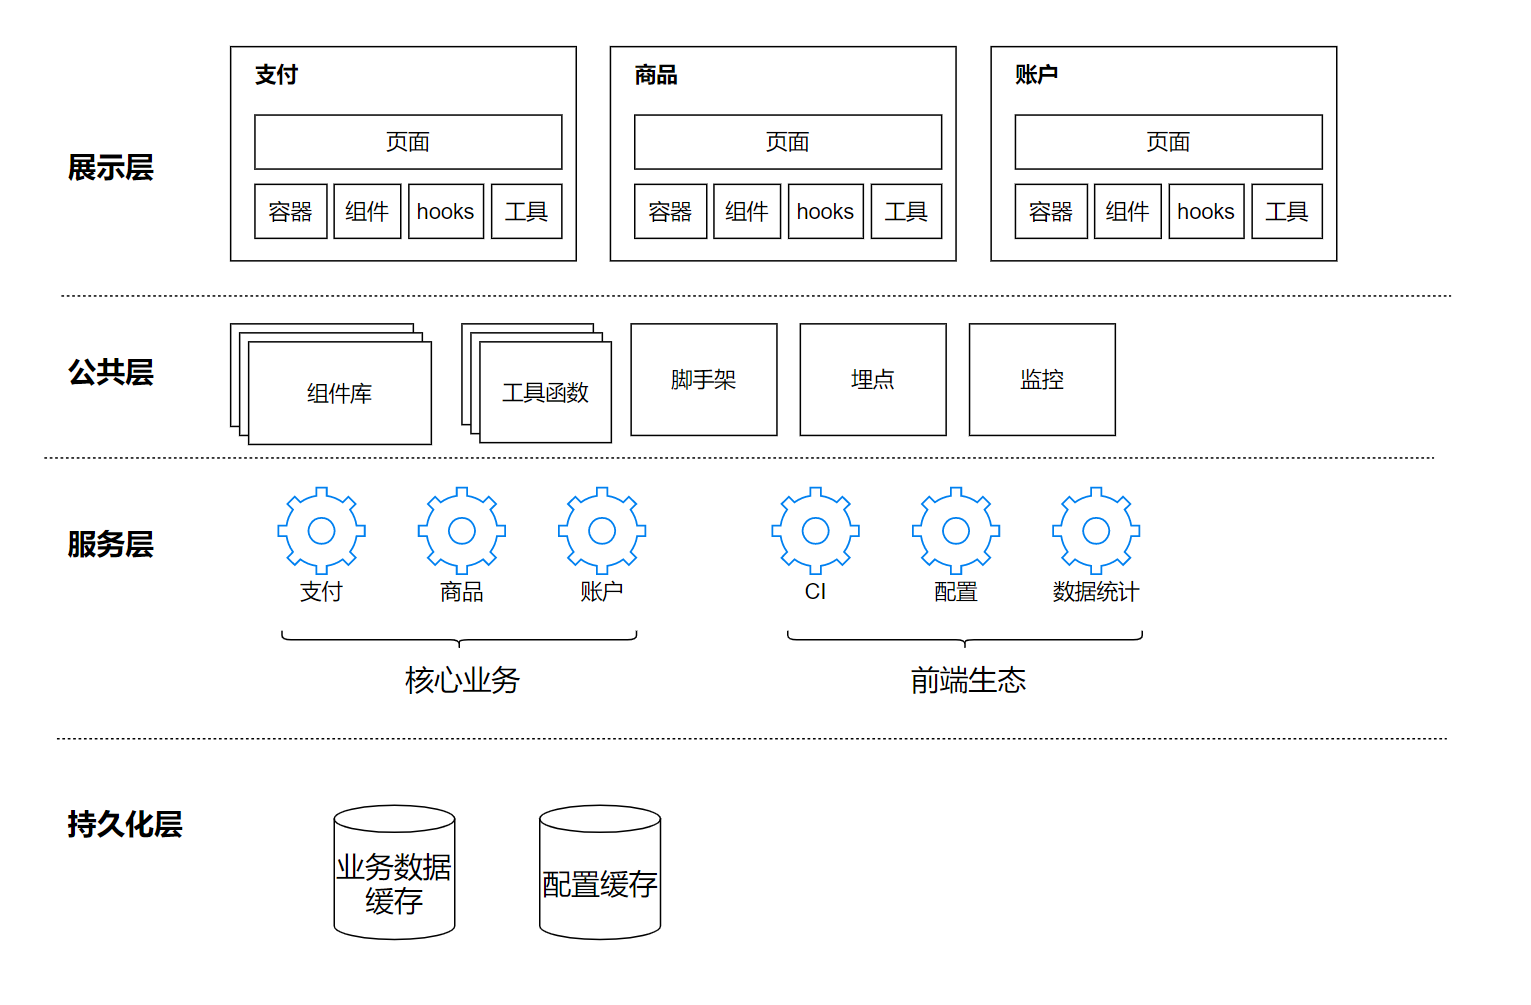 展示层
支付
页面
容器
组件
hooks
工具
商品
页面
容器
组件
hooks
工具
账户
页面
容器
组件
hooks
工具
公共层
组件库
工具函数
脚手架
埋点
监控
服务层
支付
商品
账户
核心业务
CI
配置
数据统计
前端生态
持久化层
业务数据
缓存
配置缓存